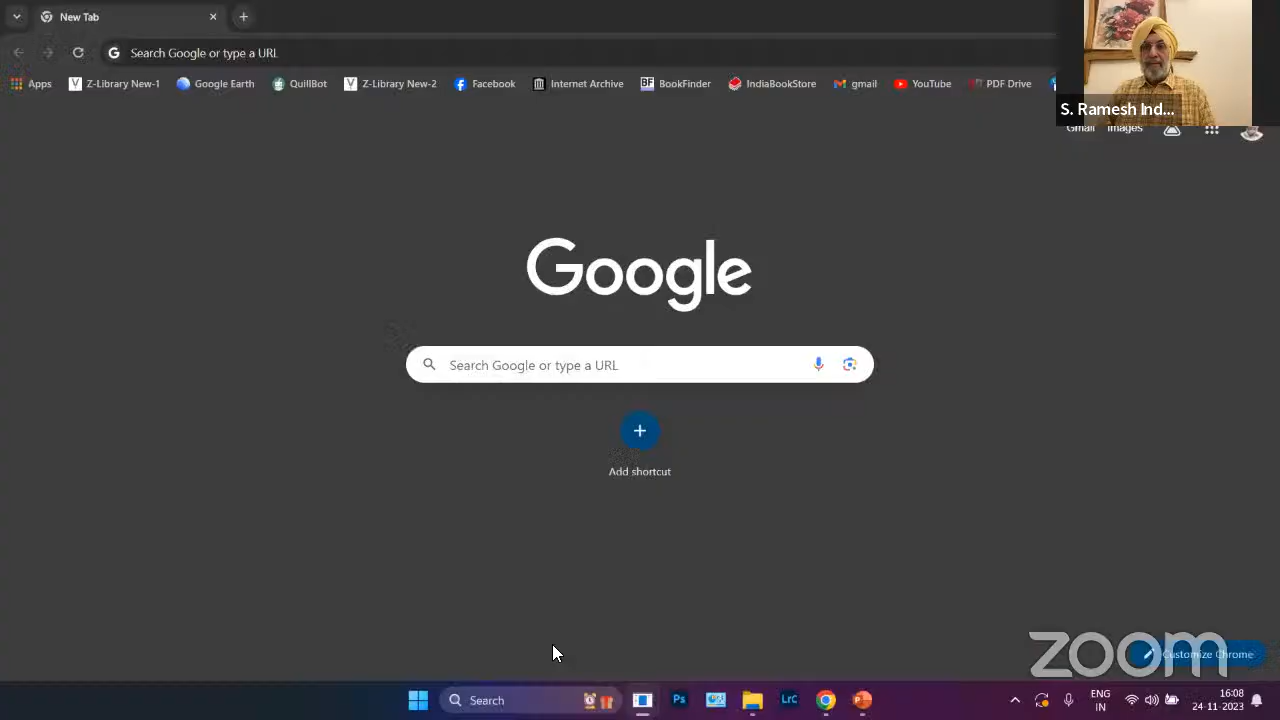 New Tab
Search Google or type a URL
Apps Z-Library New-1 Google Earth QuillBot Z-Library New-2 Facebook Internet Archive BookFinder IndiaBookStore gmail YouTube PDF Drive
S. Ramesh Ind...
Gmail Images
Google
Search Google or type a URL
Add shortcut
zoom
Customize Chrome
Search Ps LrC P
ENG
IN
16:08
24-11-2023